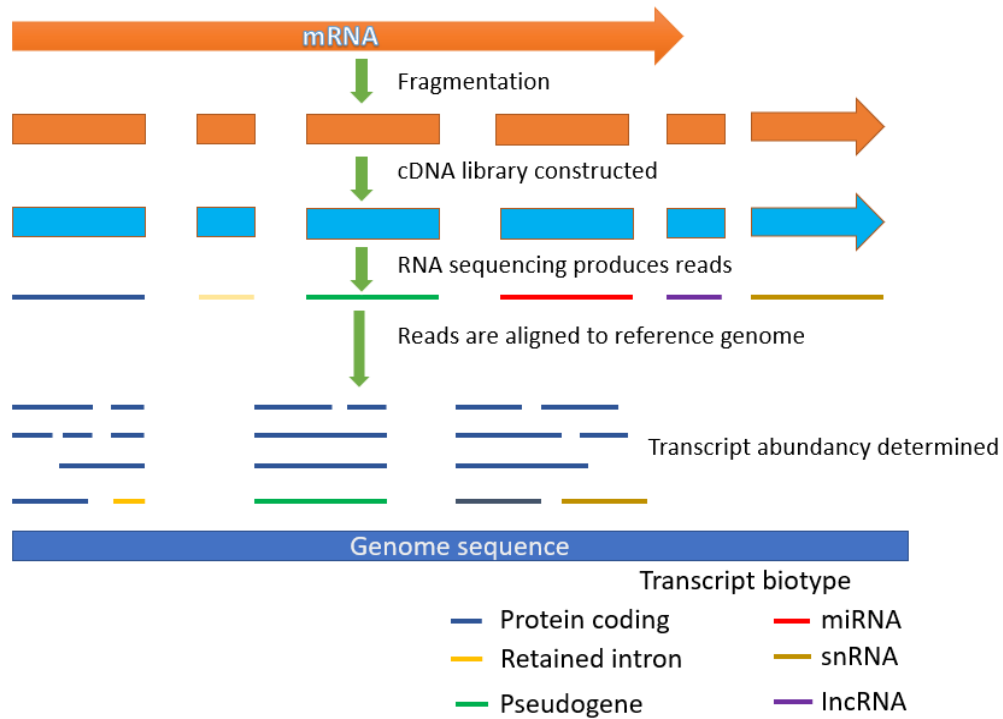 mRNA
Fragmentation
cDNA library constructed
RNA sequencing produces reads
Reads are aligned to reference genome
Transcript abundancy determined
Genome sequence
Transcript biotype
Protein coding
miRNA
Retained intron
snRNA
Pseudogene
lncRNA